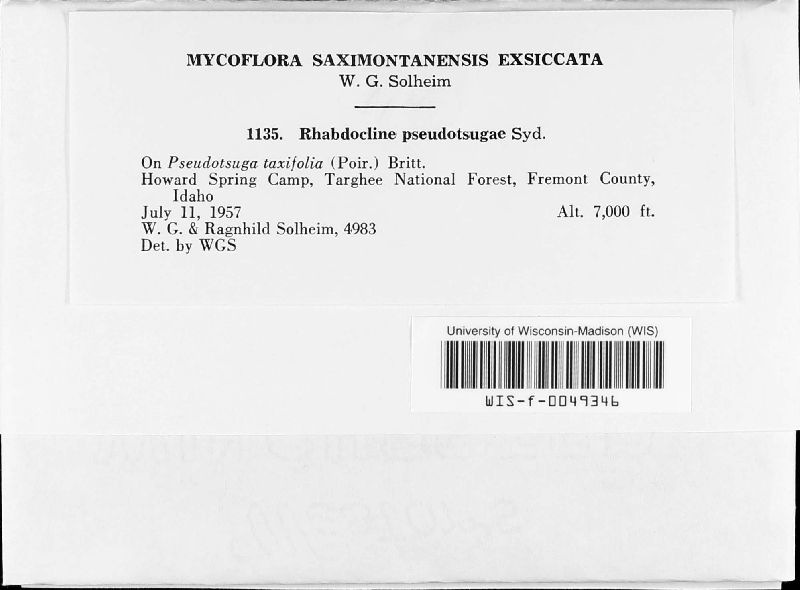 MYCOFLORA SAXIMONTANENSIS EXSICCATA
W. G. Solheim
1135. Rhabdocline pseudotsugae Syd.
On Pseudotsuga taxifolia (Poir.) Britt.
Howard Spring Camp, Targhee National Forest, Fremont County,
Idaho
July 11, 1957 Alt. 7,000 ft.
W. G. & Ragnhild Solheim, 4983
Det. by WGS
University of Wisconsin-Madison (WIS)
WIS-f-0049346